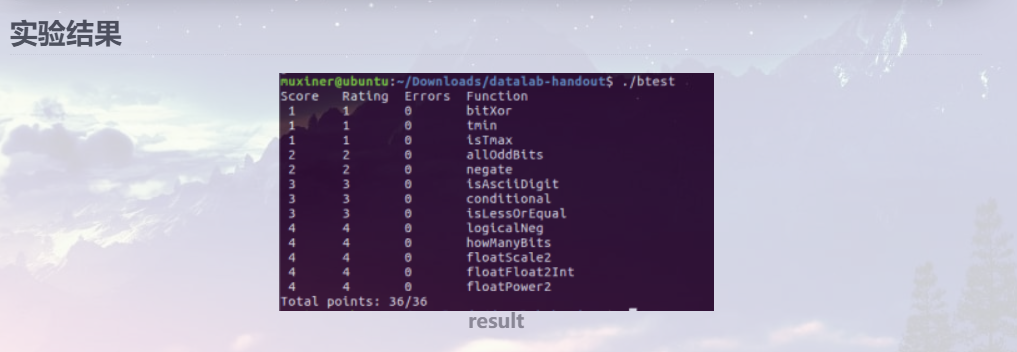 实验结果
muxiner@ubuntu:~/Downloads/datalab-handout$ ./btest
Score Rating Errors Function
1 1 0 bitXor
1 1 0 tmin
1 1 0 isTmax
2 2 0 allOddBits
2 2 0 negate
3 3 0 isAsciiDigit
3 3 0 conditional
3 3 0 isLessOrEqual
4 4 0 logicalNeg
4 4 0 howManyBits
4 4 0 floatScale2
4 4 0 floatFloat2Int
4 4 0 floatPower2
Total points: 36/36
result